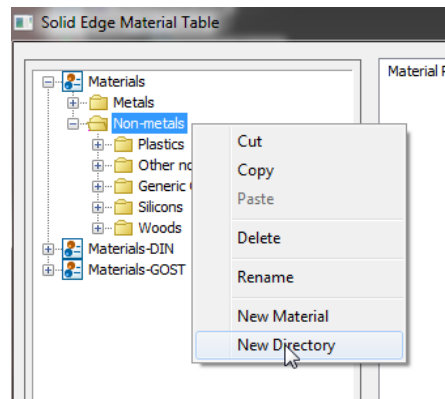 Solid Edge Material Table
Material
Materials
Metals
Non-metals
Plastics
Other
Generic
Silicons
Woods
Materials-DIN
Materials-GOST
Cut
Copy
Paste
Delete
Rename
New Material
New Directory